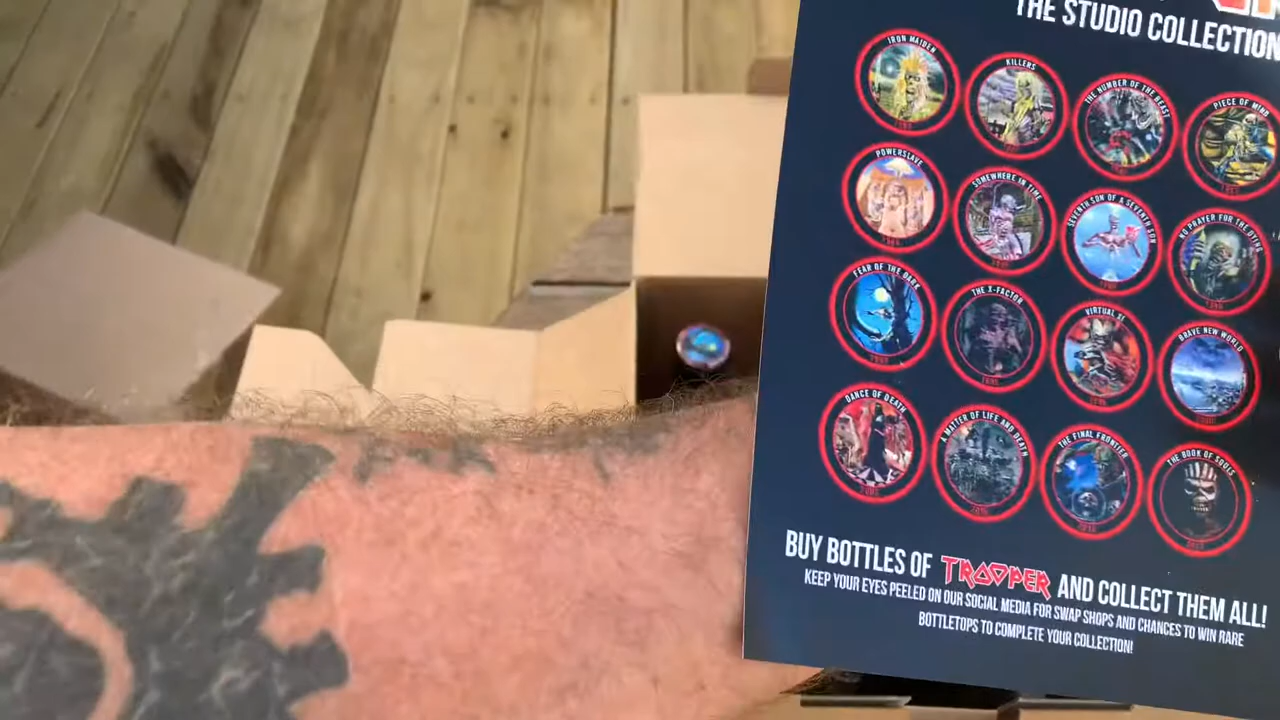 THE STUDIO COLLECTION
IRON MAIDEN
KILLERS
THE NUMBER OF THE BEAST
PIECE OF MIND
POWERSLAVE
SOMEWHERE IN TIME
SEVENTH SON OF A SEVENTH SON
NO PRAYER FOR THE DYING
FEAR OF THE DARK
THE X-FACTOR
VIRTUAL XI
BRAVE NEW WORLD
DANCE OF DEATH
A MATTER OF LIFE AND DEATH
THE FINAL FRONTIER
THE BOOK OF SOULS
BUY BOTTLES OF TROOPER AND COLLECT THEM ALL!
KEEP YOUR EYES PEELED ON OUR SOCIAL MEDIA FOR SWAP SHOPS AND CHANCES TO WIN RARE
BOTTLETOPS TO COMPLETE YOUR COLLECTION!